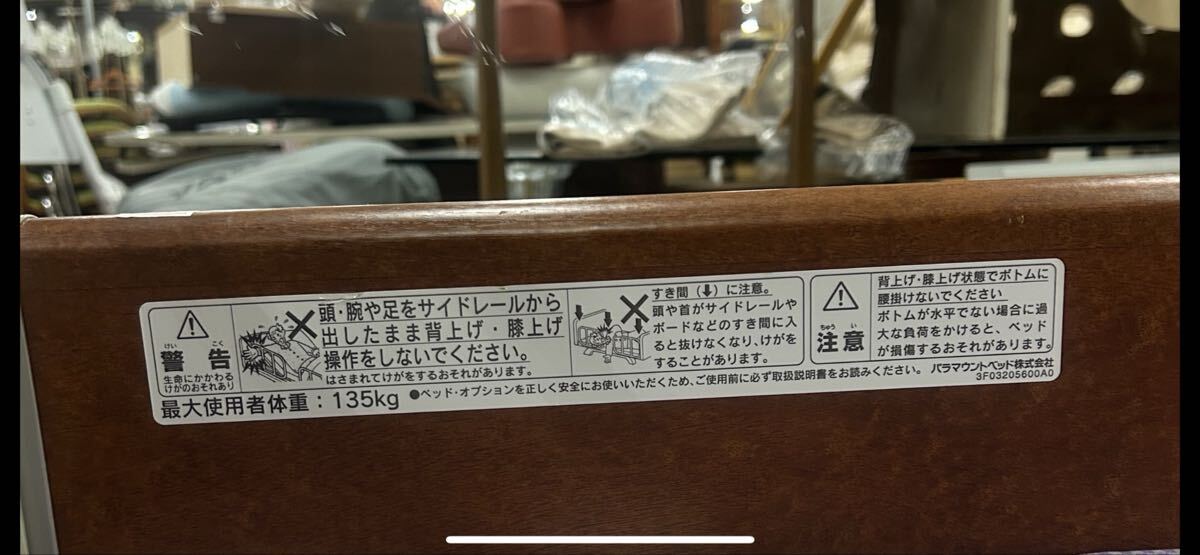 警告
けい こく
生命にかかわる
けがのおそれあり
頭・腕や足をサイドレールから
出したまま背上げ・膝上げ
操作をしないでください。
はさまれてけがをするおそれがあります。
すき間(⬇)に注意。
頭や首がサイドレールや
ボードなどのすき間に入
ると抜けなくなり、けがを
することがあります。
ちゅう い
注意
背上げ・膝上げ状態でボトムに
腰掛けないでください
ボトムが水平でない場合に過
大な負荷をかけると、ベッド
が損傷するおそれがあります。
最大使用者体重:135kg ●ベッド・オプションを正しく安全にお使いいただくため、ご使用前に必ず取扱説明書をお読みください。 パラマウントベッド株式会社
3F03205600A0